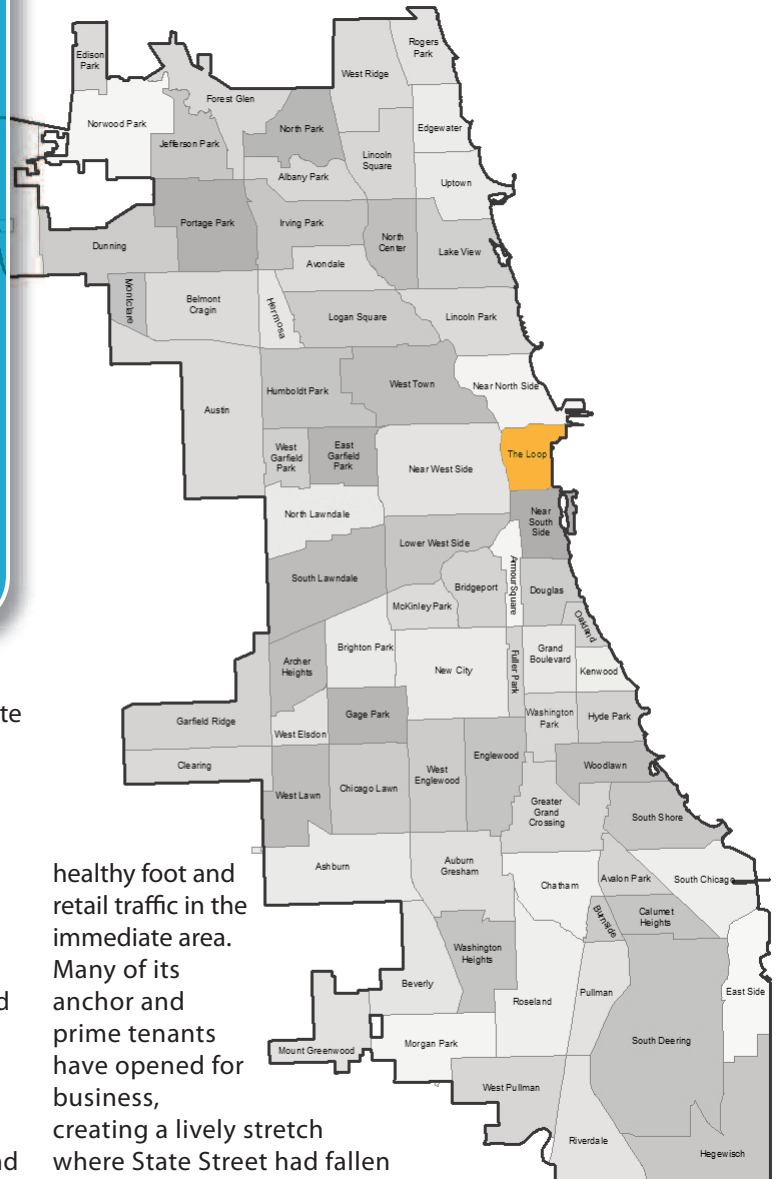 Rogers
Park
Edison
Park
West Ridge
Forest Glen
Norwood Park
North Park
Edgewater
Jefferson Park
Lincoln
Square
Albany Park
Uptown
Portage Park
Irving Park
North
Center
Dunning
Lake View
Avondale
Montclare
Belmont
Cragin
Hermosa
Logan Square
Lincoln Park
Humboldt Park
West Town
Near North Side
Austin
West
Garfield
Park
East
Garfield
Park
Near West Side
The Loop
North Lawndale
Near
South
Side
Lower West Side
South Lawndale
Bridgeport
Armour Square
Douglas
McKinley Park
Oakland
Brighton Park
Archer
Heights
New City
Fuller Park
Grand
Boulevard
Kenwood
Garfield Ridge
West Elsdon
Gage Park
Washington
Park
Hyde Park
Clearing
West Lawn
Chicago Lawn
West
Englewood
Englewood
Woodlawn
Greater
Grand
Crossing
South Shore
Ashburn
Auburn
Gresham
Chatham
Avalon Park
South Chicago
Burnside
Calumet
Heights
Washington
Heights
Beverly
Roseland
Pullman
East Side
Mount Greenwood
Morgan Park
South Deering
West Pullman
Riverdale
Hegewisch
healthy foot and
retail traffic in the
immediate area.
Many of its
anchor and
prime tenants
have opened for
business,
creating a lively stretch
where State Street had fallen